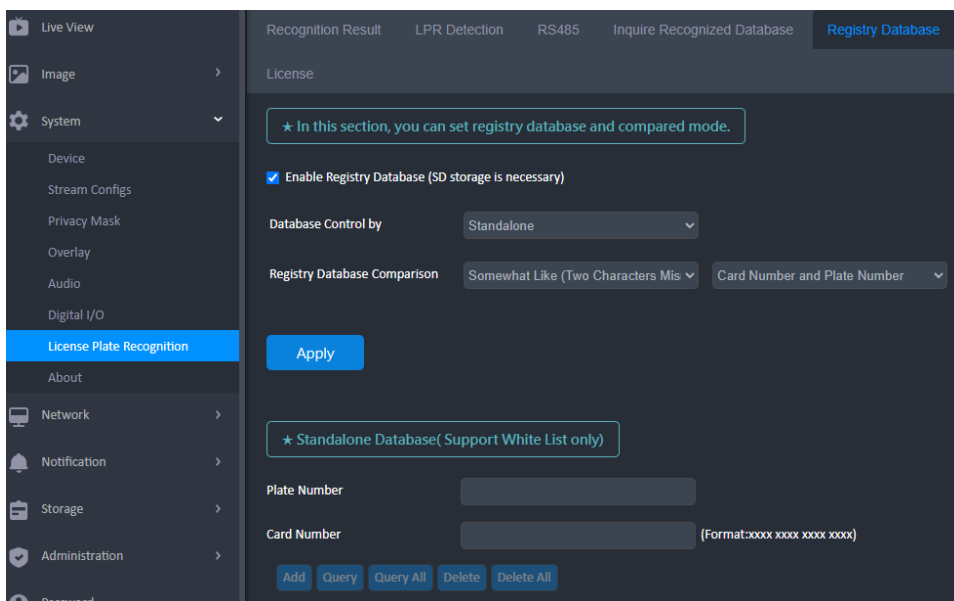 Live View
Image
System
Device
Stream Configs
Privacy Mask
Overlay
Audio
Digital I/O
License Plate Recognition
About
Network
Notification
Storage
Administration
Password
Recognition Result LPR Detection RS485 Inquire Recognized Database Registry Database
License
★ In this section, you can set registry database and compared mode.
Enable Registry Database (SD storage is necessary)
Database Control by Standalone
Registry Database Comparison Somewhat Like (Two Characters Mis Card Number and Plate Number
Apply
★ Standalone Database( Support White List only)
Plate Number
Card Number (Format:xxxx xxxx xxxx xxxx)
Add Query Query All Delete Delete All